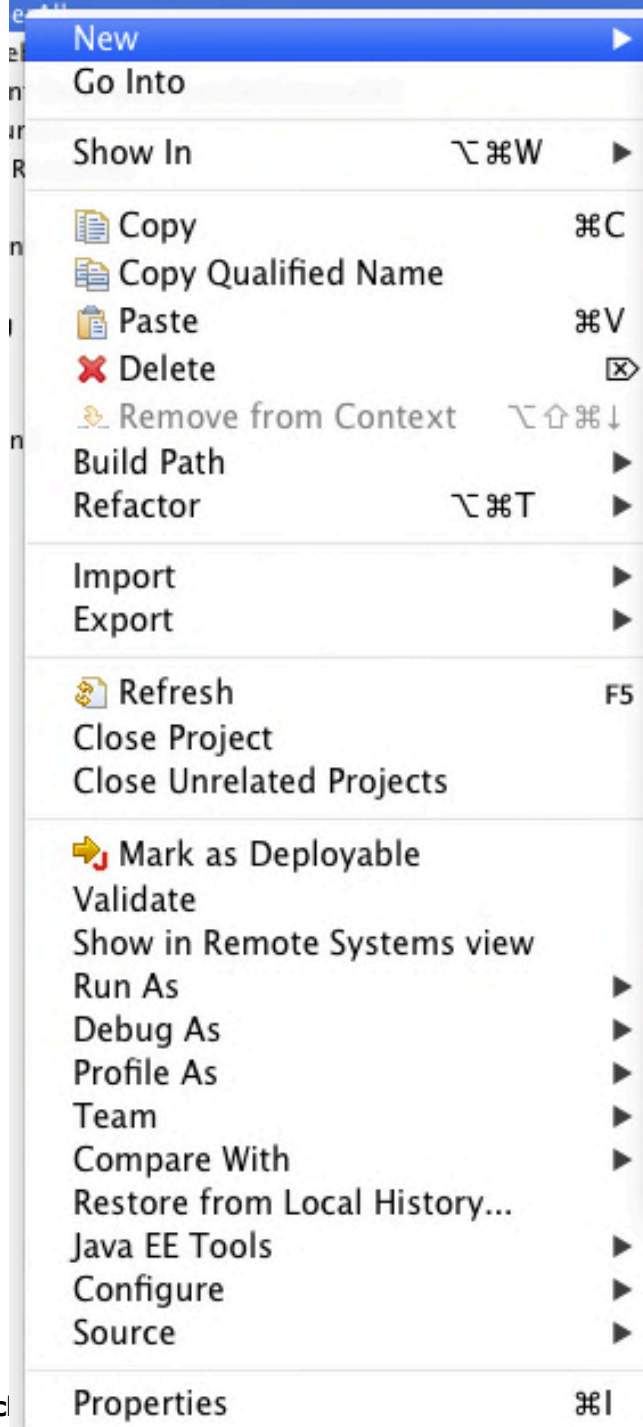 New
Go Into
Show In ⌥⌘W
Copy ⌘C
Copy Qualified Name
Paste ⌘V
Delete ⌦
Remove from Context ⌥⇧⌘↓
Build Path
Refactor ⌥⌘T
Import
Export
Refresh F5
Close Project
Close Unrelated Projects
Mark as Deployable
Validate
Show in Remote Systems view
Run As
Debug As
Profile As
Team
Compare With
Restore from Local History...
Java EE Tools
Configure
Source
Properties ⌘I